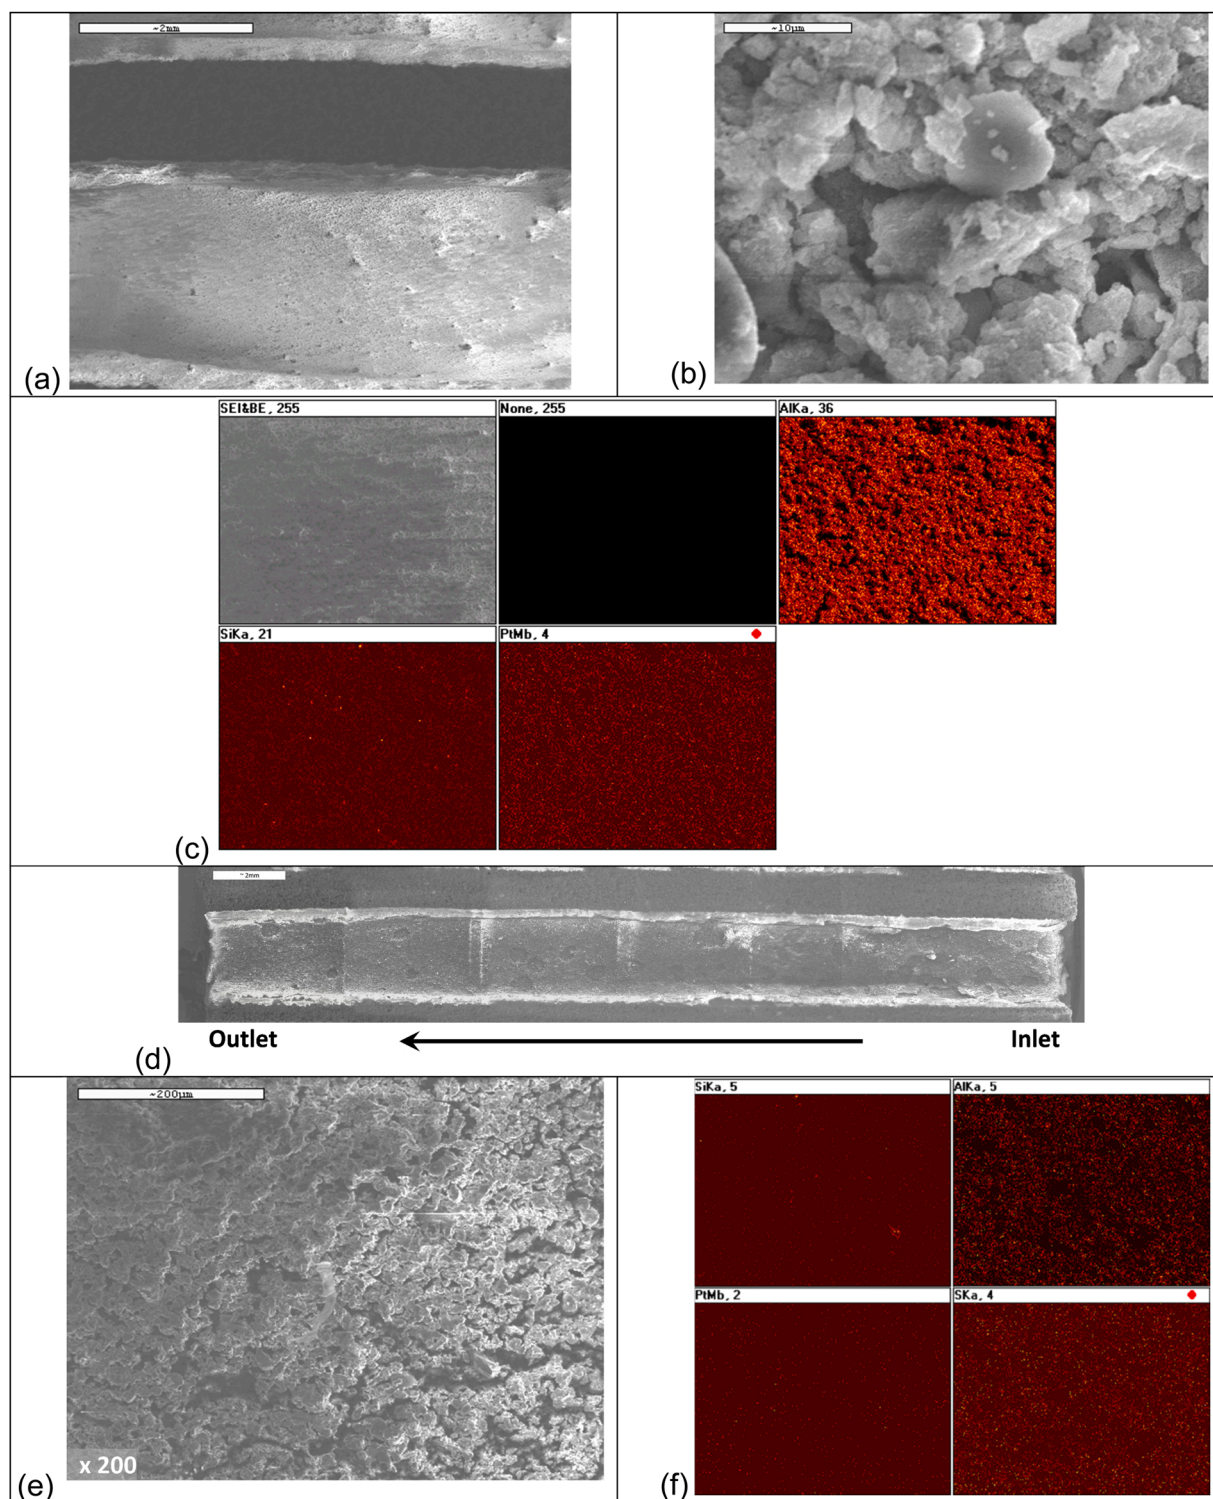 ~2mm
~10μm
(a)
(b)
SEI&BE, 255
None, 255
AlKa, 36
SiKa, 21
PtMb, 4
(c)
~2mm
Outlet
Inlet
(d)
~200μm
x 200
(e)
SiKa, 5
AlKa, 5
PtMb, 2
SKa, 4
(f)